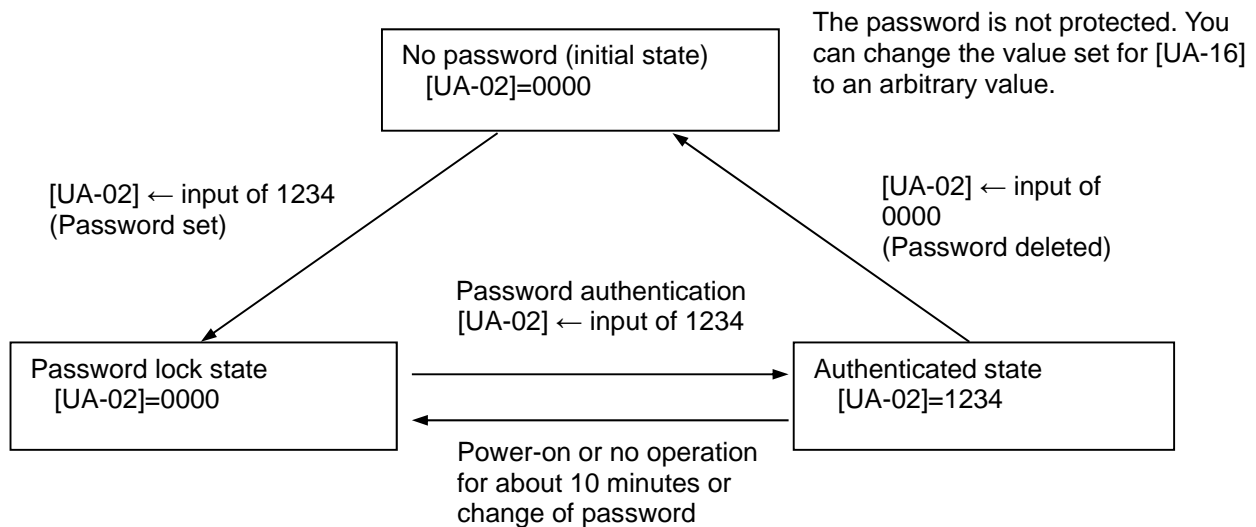 No password (initial state)
[UA-02]=0000
The password is not protected. You
can change the value set for [UA-16]
to an arbitrary value.
[UA-02] ← input of 1234
(Password set)
[UA-02] ← input of
0000
(Password deleted)
Password authentication
[UA-02] ← input of 1234
Password lock state
[UA-02]=0000
Authenticated state
[UA-02]=1234
Power-on or no operation
for about 10 minutes or
change of password